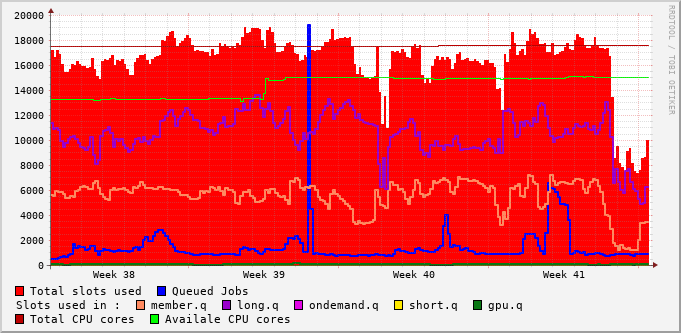 20000
18000
16000
14000
12000
10000
8000
6000
4000
2000
0
Week 38 Week 39 Week 40 Week 41
RRDTOOL / TOBI OETIKER
Total slots used Queued Jobs
Slots used in : member.q long.q ondemand.q short.q gpu.q
Total CPU cores Availale CPU cores